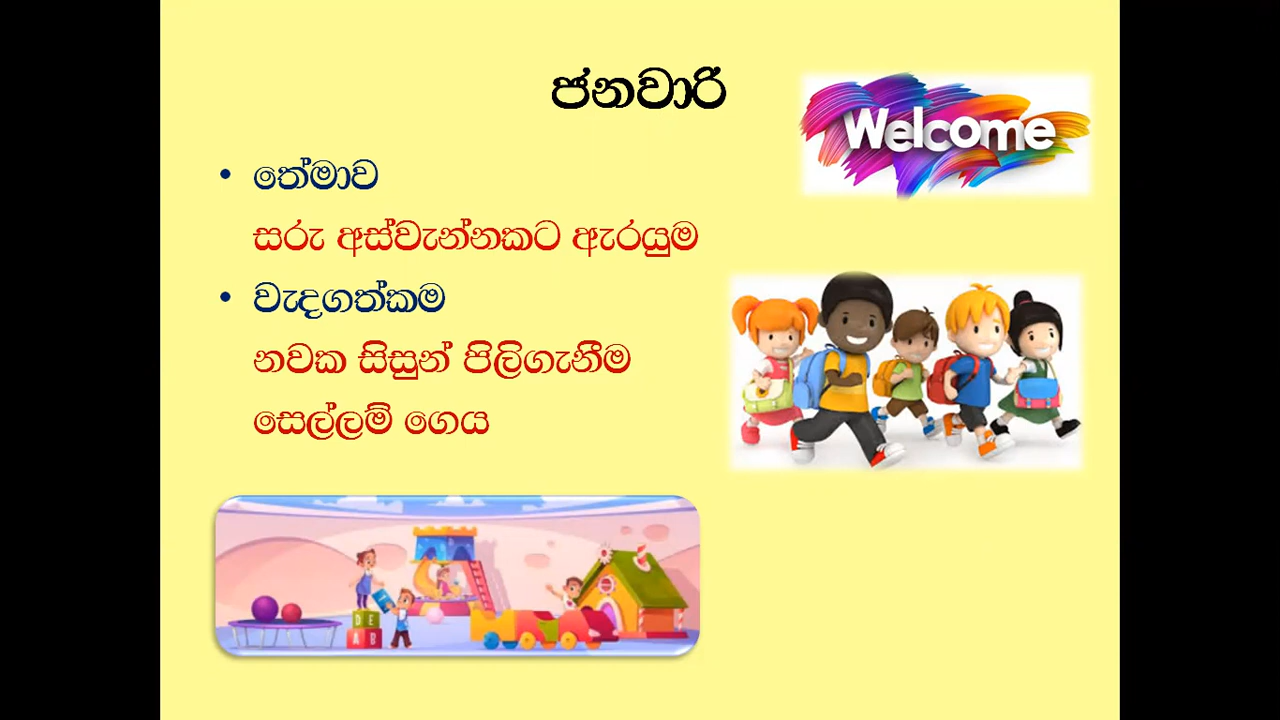 ජනවාරි
Welcome
• තේමාව
සරු අස්වැන්නකට ඇරයුම
• වැදගත්කම
නවක සිසුන් පිලිගැනීම
සෙල්ලම් ගෙය
D E
A B